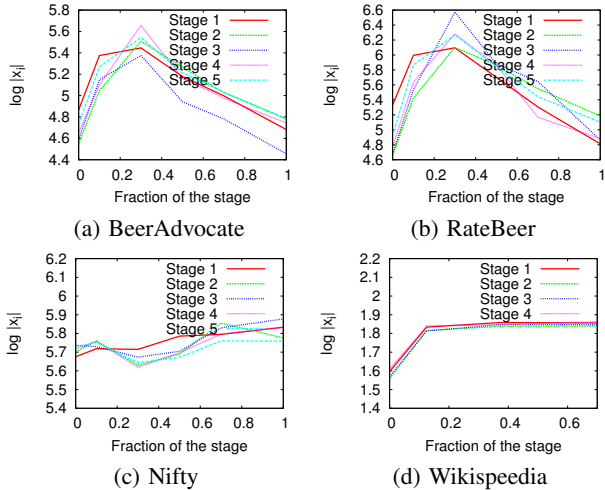 5.8
5.6
5.4
5.2
5
4.8
4.6
4.4
log |xi|
Stage 1
Stage 2
Stage 3
Stage 4
Stage 5
0 0.2 0.4 0.6 0.8 1
Fraction of the stage
(a) BeerAdvocate
6.6
6.4
6.2
6
5.8
5.6
5.4
5.2
5
4.8
4.6
log |xi|
Stage 1
Stage 2
Stage 3
Stage 4
Stage 5
0 0.2 0.4 0.6 0.8 1
Fraction of the stage
(b) RateBeer
6.2
6.1
6
5.9
5.8
5.7
5.6
5.5
5.4
log |xi|
Stage 1
Stage 2
Stage 3
Stage 4
Stage 5
0 0.2 0.4 0.6 0.8 1
Fraction of the stage
(c) Nifty
2.2
2.1
2
1.9
1.8
1.7
1.6
1.5
1.4
log |xi|
Stage 1
Stage 2
Stage 3
Stage 4
0 0.2 0.4 0.6
Fraction of the stage
(d) Wikispeedia